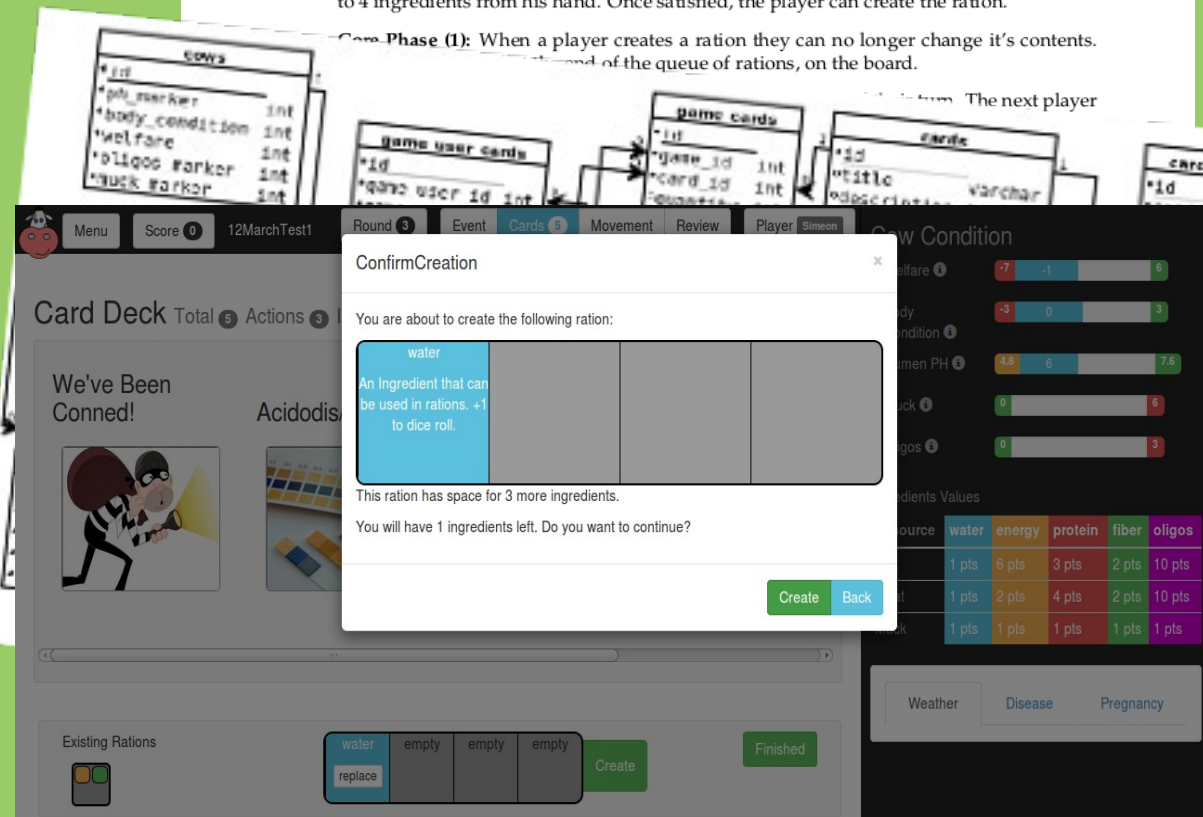 to 4 ingredients from his hand. Once satisfied, the player can create the ration.
Core Phase (1): When a player creates a ration they can no longer change it's contents.
end of the queue of rations, on the board.
turn. The next player
cows
*id
*ph_marker int
*body_condition int
*welfare int
*oligos marker int
*muck marker int
game user cards
*id
*game user id int
game cards
*id
*game_id int
*card_id int
cards
*id
*title varchar
*id
Menu
Score 0
12MarchTest1
Round 3
Event
Cards 5
Movement
Review
Player Simeon
ConfirmCreation
×
You are about to create the following ration:
water
An Ingredient that can
be used in rations. +1
to dice roll.
This ration has space for 3 more ingredients.
You will have 1 ingredients left. Do you want to continue?
Create
Back
Card Deck Total 5 Actions 3
We've Been
Conned!
Existing Rations
water
replace
empty
empty
empty
Create
Finished
Condition
-7 -1 6
-3 0 3
PH
4.8 6 7.6
0 6
0 3
Values
water energy protein fiber oligos
1 pts 6 pts 3 pts 2 pts 10 pts
1 pts 2 pts 4 pts 2 pts 10 pts
1 pts 1 pts 1 pts 1 pts 1 pts
Weather
Disease
Pregnancy